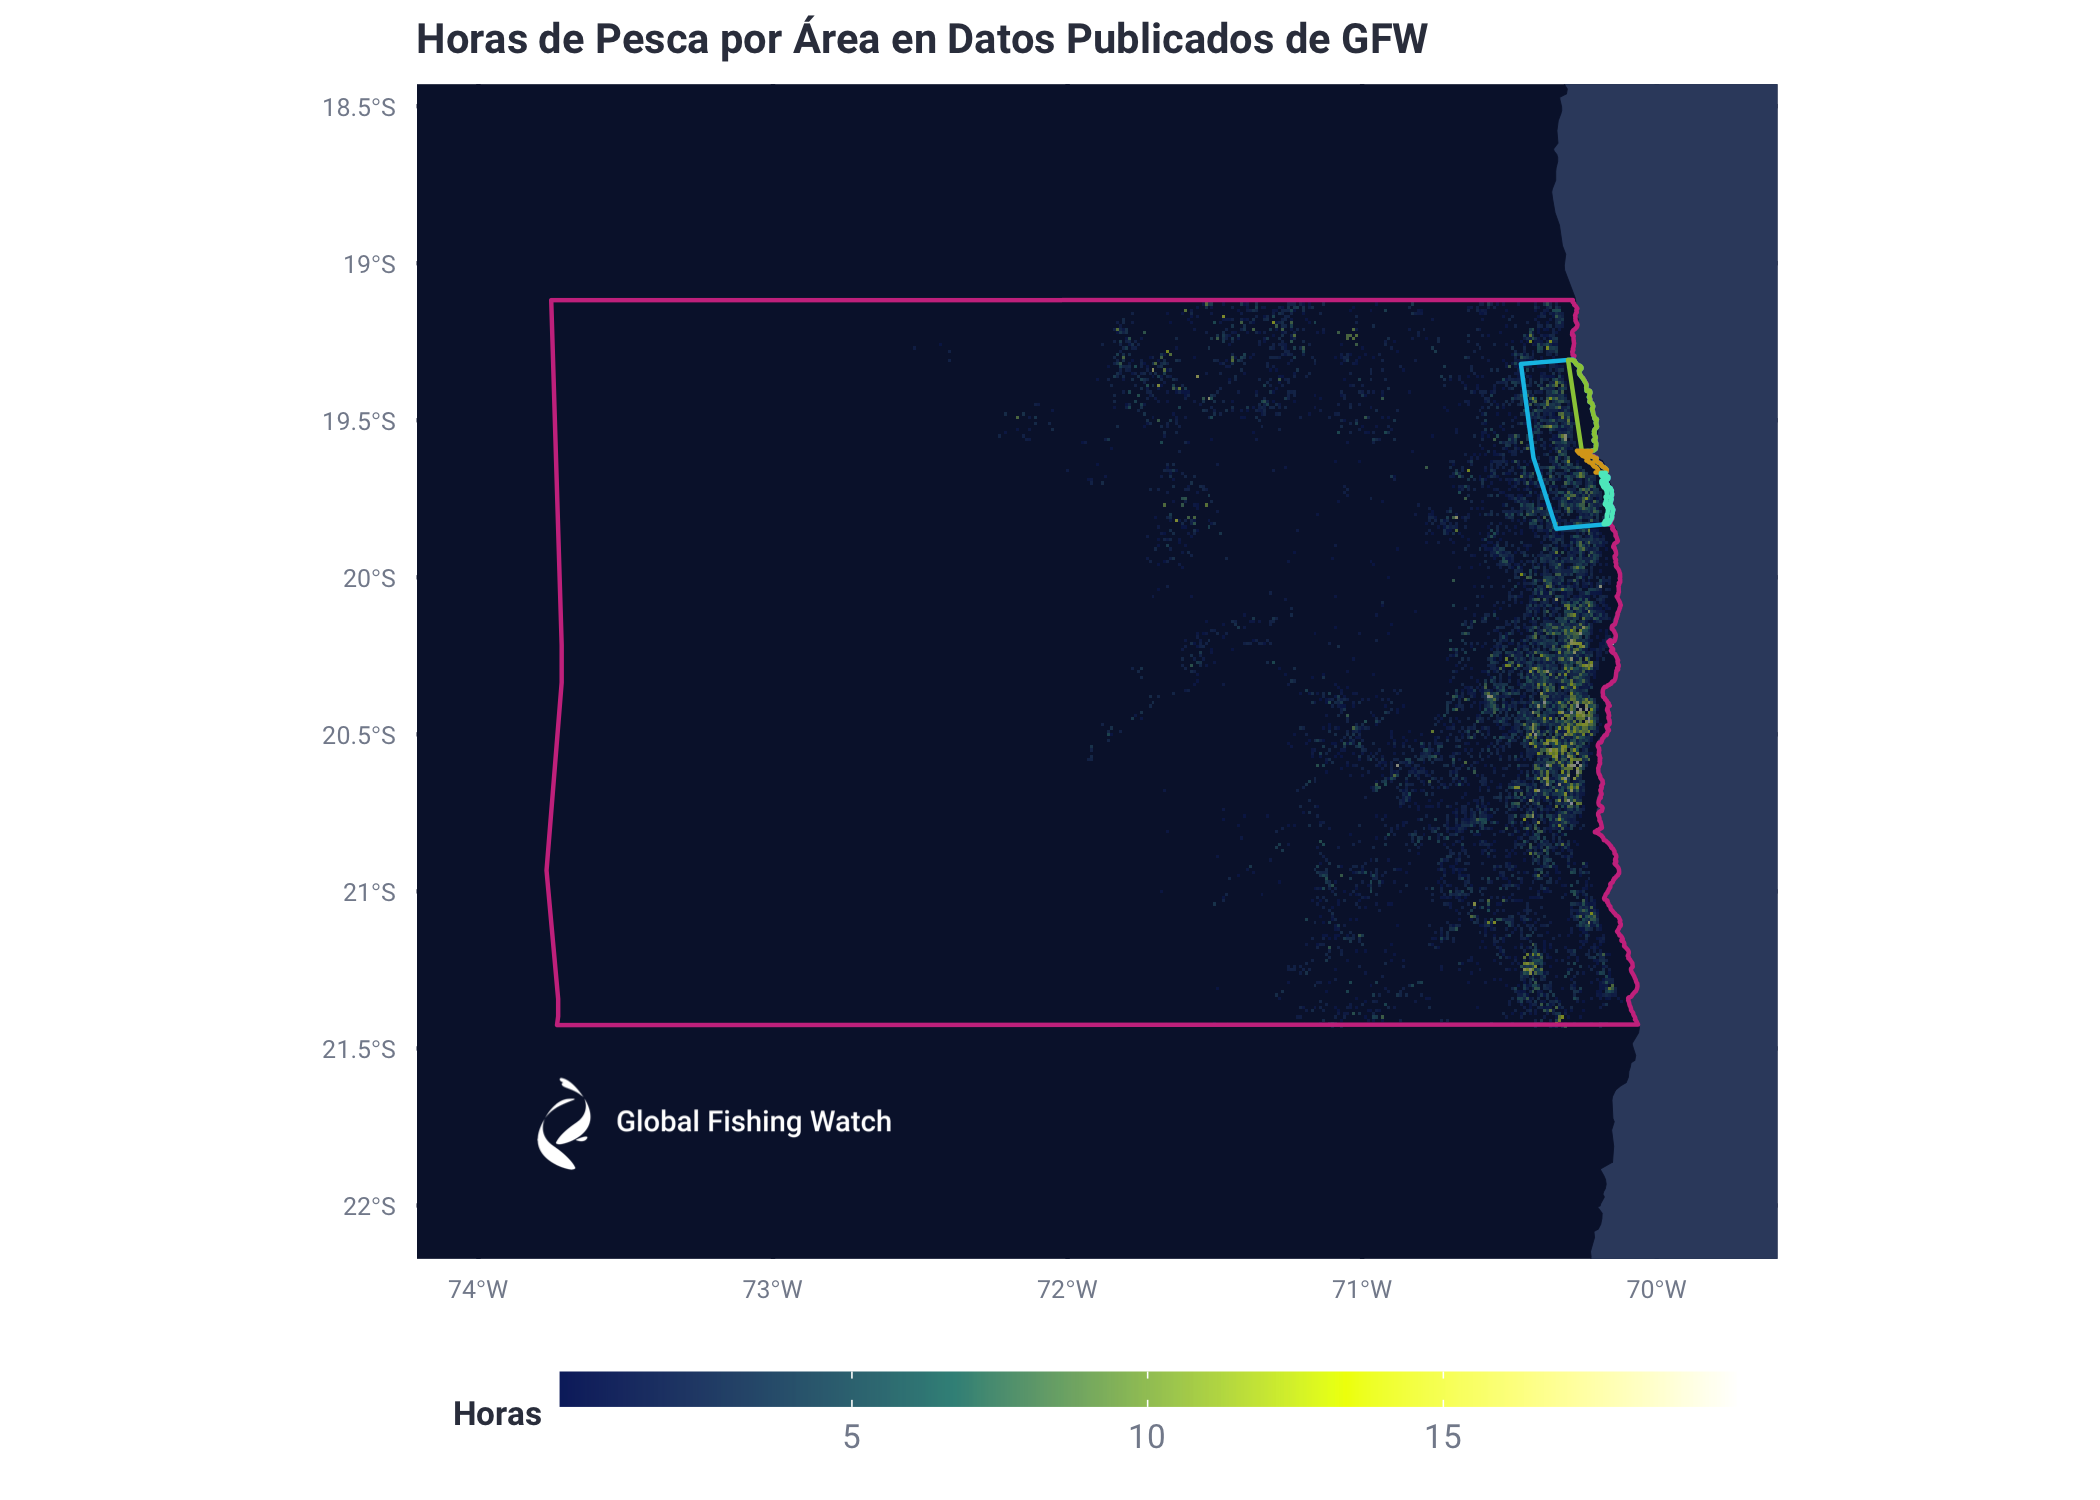 Horas de Pesca por Área en Datos Publicados de GFW
18.5°S
19°S
19.5°S
20°S
20.5°S
21°S
21.5°S
22°S
Global Fishing Watch
74°W 73°W 72°W 71°W 70°W
Horas
5 10 15